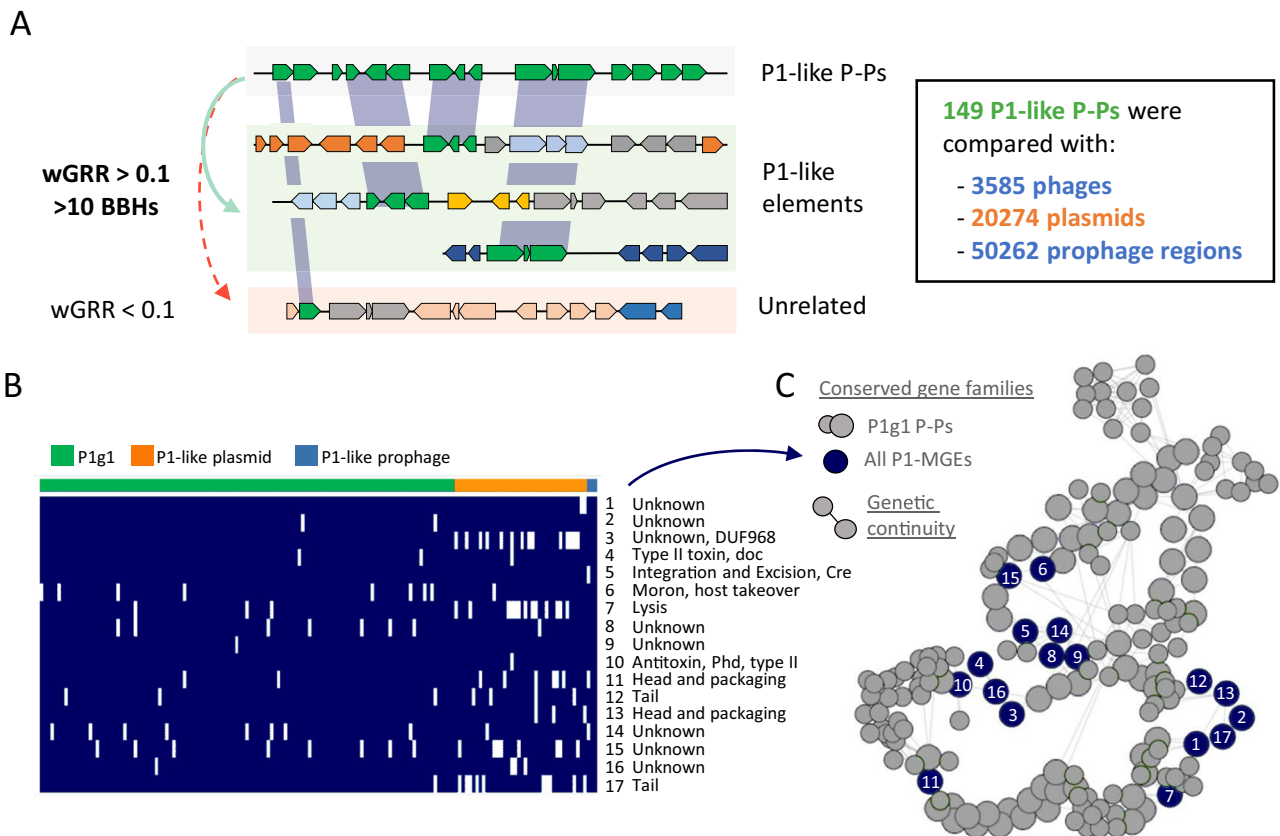 A
P1-like P-Ps
wGRR > 0.1
>10 BBHs
P1-like
elements
wGRR < 0.1
Unrelated
149 P1-like P-Ps were
compared with:
- 3585 phages
- 20274 plasmids
- 50262 prophage regions
B
P1g1
P1-like plasmid
P1-like prophage
1 Unknown
2 Unknown
3 Unknown, DUF968
4 Type II toxin, doc
5 Integration and Excision, Cre
6 Moron, host takeover
7 Lysis
8 Unknown
9 Unknown
10 Antitoxin, Phd, type II
11 Head and packaging
12 Tail
13 Head and packaging
14 Unknown
15 Unknown
16 Unknown
17 Tail
C
Conserved gene families
P1g1 P-Ps
All P1-MGEs
Genetic
continuity
15 6
5 14
8 9
4
10 16
3
12
13
2
17
1
11
7